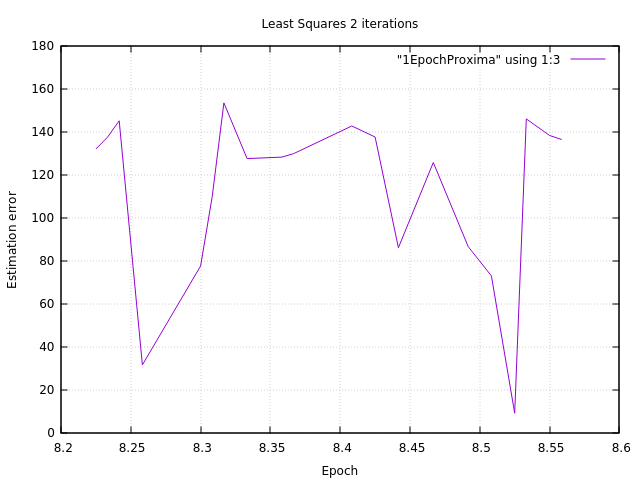 Least Squares 2 iterations
"1EpochProxima" using 1:3
180
160
140
120
100
80
60
40
20
0
Estimation error
8.2 8.25 8.3 8.35 8.4 8.45 8.5 8.55 8.6
Epoch